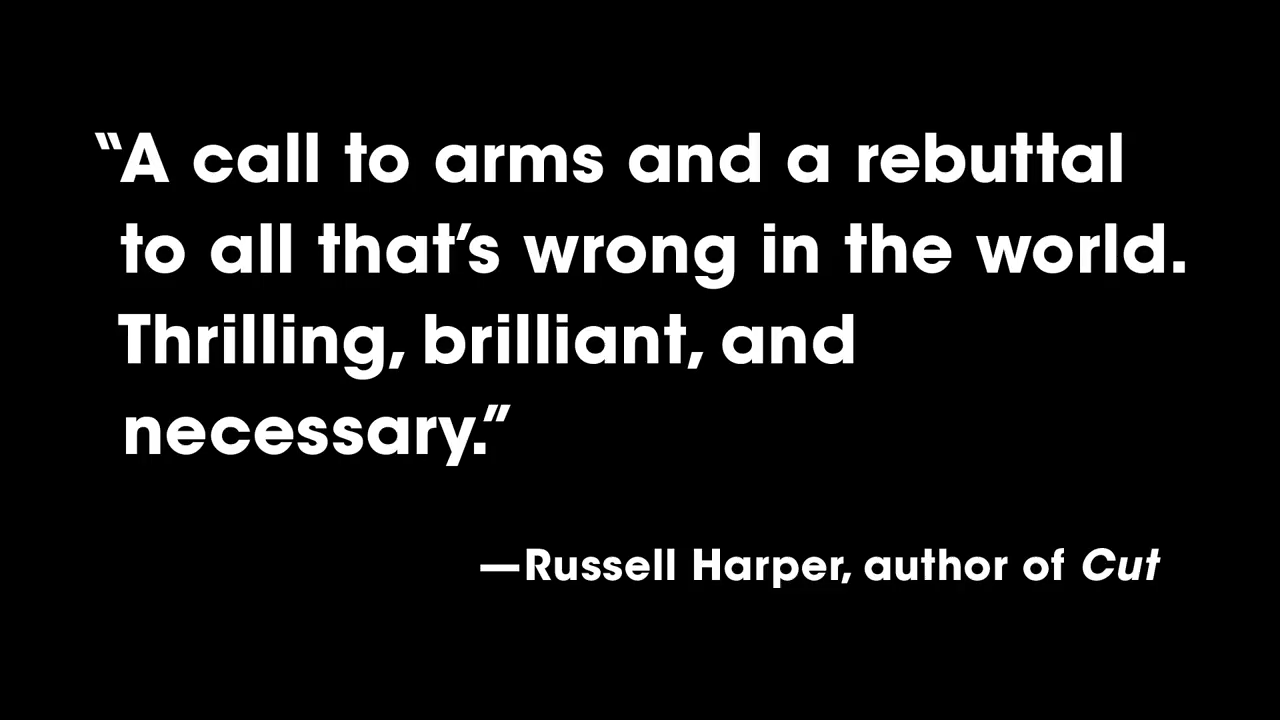 “A call to arms and a rebuttal
to all that’s wrong in the world.
Thrilling, brilliant, and
necessary.”
—Russell Harper, author of Cut